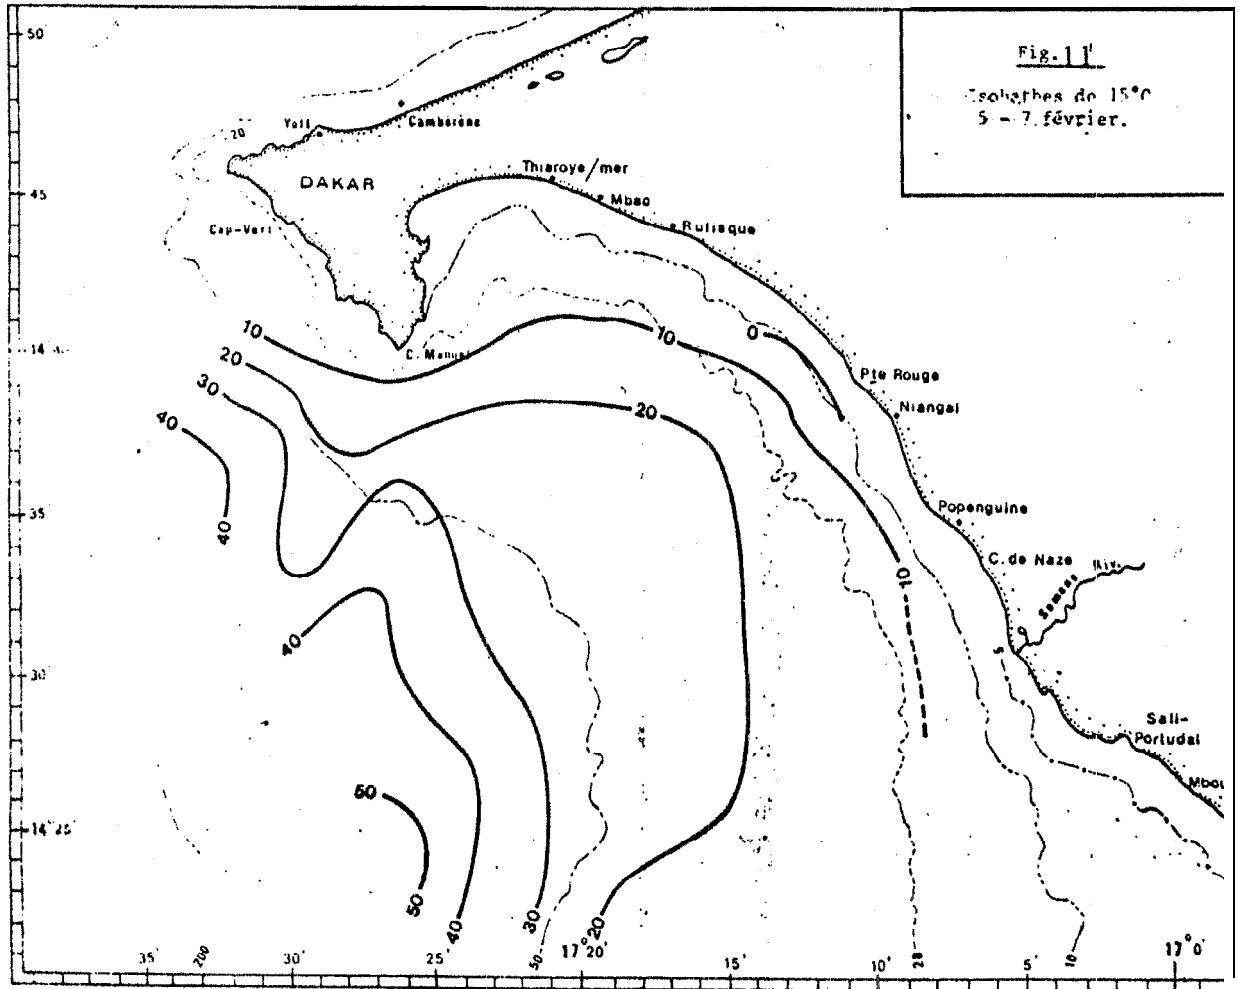 Fig.11
Isobathes de 15°C
5 - 7 février.
50'
Yoff
Cambérène
20
DAKAR
Thiaroye/mer
45'
Mbao
Cap-Vert
Rufisque
10
C. Manuel
10
0
14°
20
Pte Rouge
30
Niangal
20
40
35'
40
Popenguine
C. de Naze
Riv.
Somone
10
0
5
40
30'
Sali-
Portudal
Mbou
50
14°25'
50
40
30
20
35'
200
30'
25'
50
17°20'
15'
10'
20
5'
10
17°0'